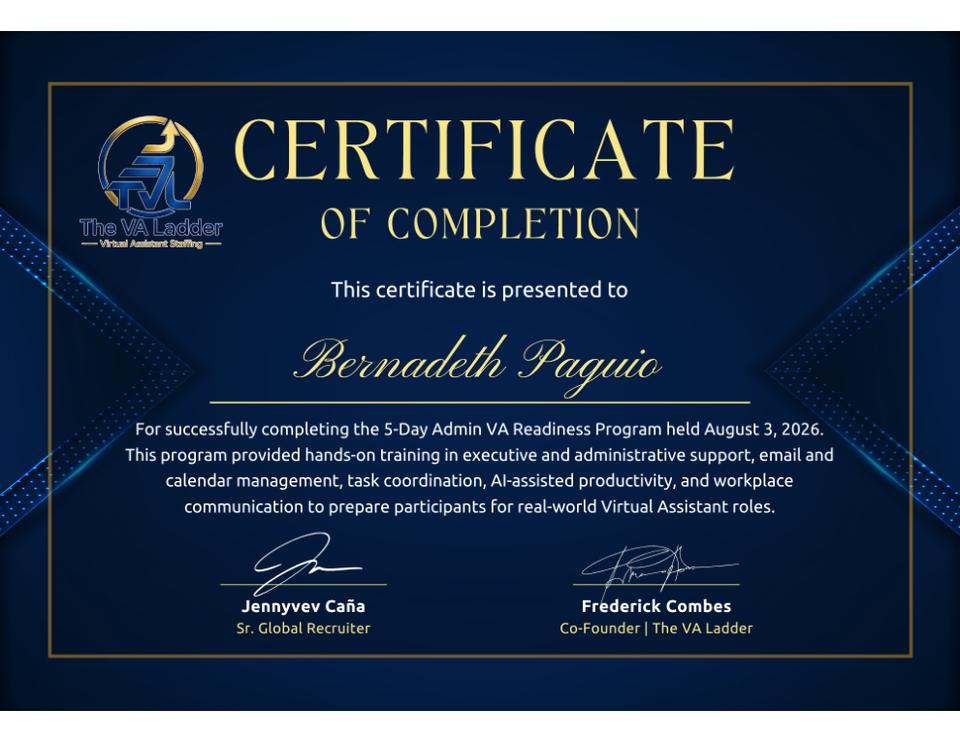 CERTIFICATE
OF COMPLETION
TVL
The VA Ladder
Virtual Assistant Staffing
This certificate is presented to
Bernadeth Paguio
For successfully completing the 5-Day Admin VA Readiness Program held August 3, 2026.
This program provided hands-on training in executive and administrative support, email and
calendar management, task coordination, AI-assisted productivity, and workplace
communication to prepare participants for real-world Virtual Assistant roles.
Jennyvev Caña
Sr. Global Recruiter
Frederick Combes
Co-Founder | The VA Ladder